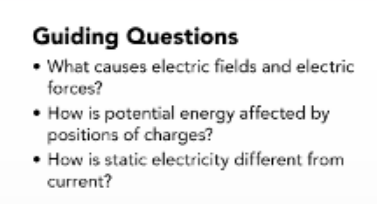 Guiding Questions
• What causes electric fields and electric
forces?
• How is potential energy affected by
positions of charges?
• How is static electricity different from
current?